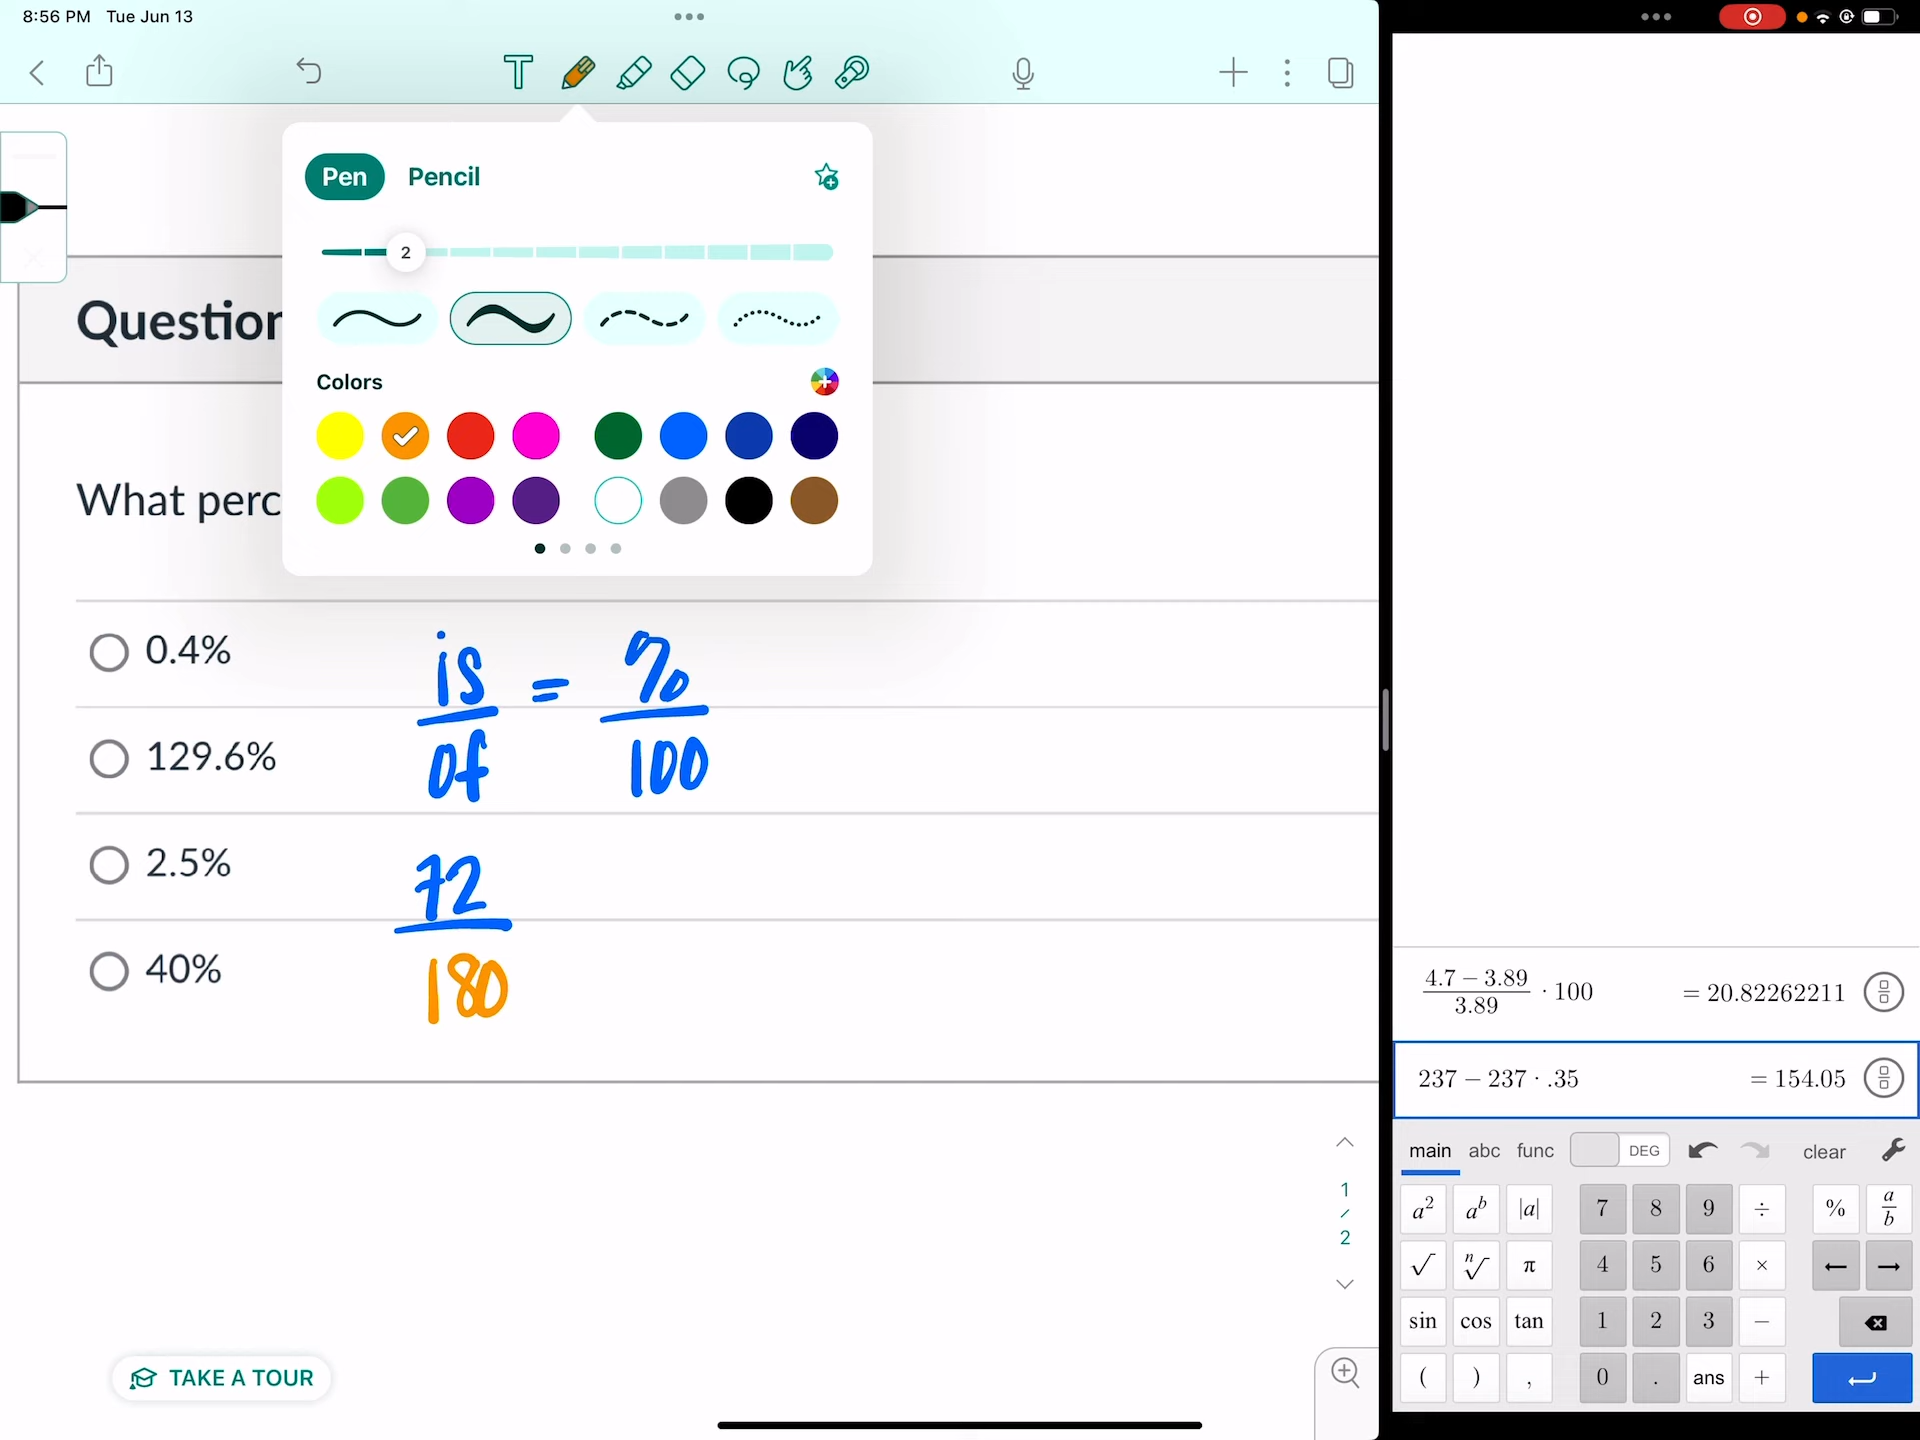 8:56 PM Tue Jun 13
T
Pen Pencil
2
Question
Colors
What perc
0.4%
is = %
of 100
129.6%
2.5%
72
180
40%
1
/
2
TAKE A TOUR
4.7 − 3.89
3.89
· 100 = 20.82262211
237 − 237 · .35 = 154.05
main abc func DEG clear
a² aᵇ |a| 7 8 9 ÷ % a/b
√ ⁿ√ π 4 5 6 × ← →
sin cos tan 1 2 3 −
( ) , 0 . ans +